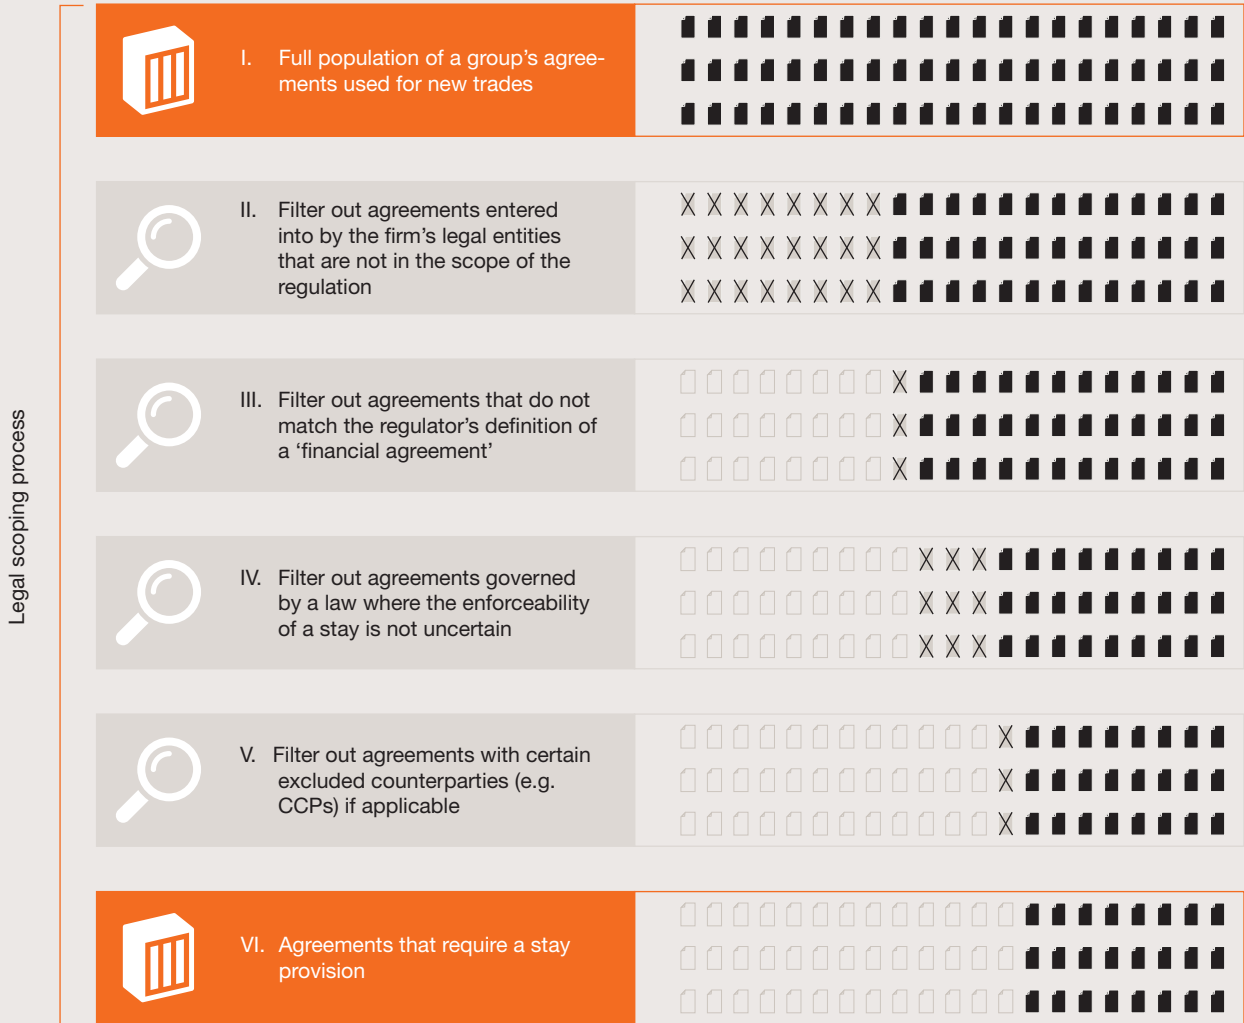 Legal scoping process
I. Full population of a group’s agree-
ments used for new trades
II. Filter out agreements entered
into by the firm’s legal entities
that are not in the scope of the
regulation
III. Filter out agreements that do not
match the regulator’s definition of
a ‘financial agreement’
IV. Filter out agreements governed
by a law where the enforceability
of a stay is not uncertain
V. Filter out agreements with certain
excluded counterparties (e.g.
CCPs) if applicable
VI. Agreements that require a stay
provision